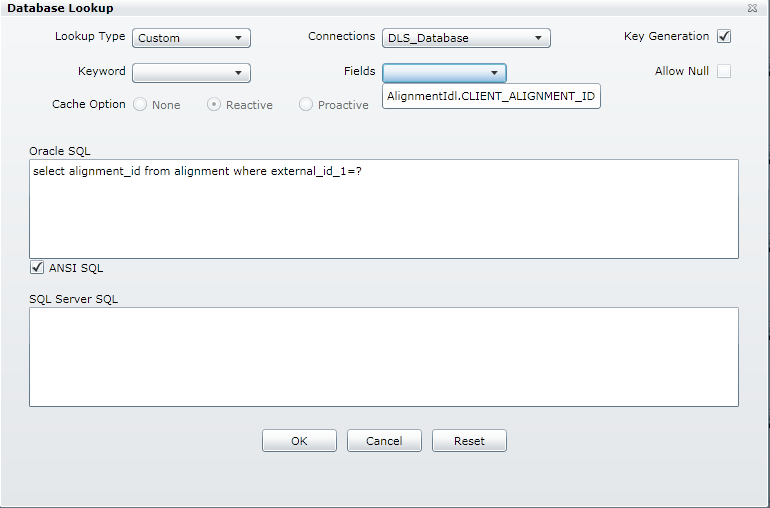 Database Lookup
Lookup Type Custom Connections DLS_Database Key Generation
Keyword Fields Allow Null
AlignmentIdl.CLIENT_ALIGNMENT_ID
Cache Option None Reactive Proactive
Oracle SQL
select alignment_id from alignment where external_id_1=?
ANSI SQL
SQL Server SQL
OK Cancel Reset